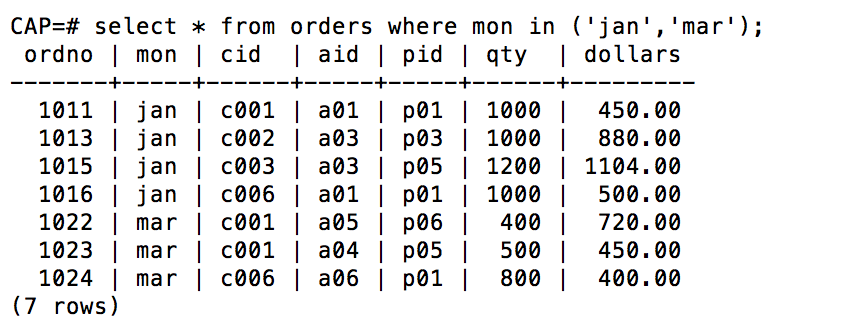 CAP=# select * from orders where mon in ('jan','mar');
 ordno | mon | cid  | aid | pid | qty  | dollars
-------+-----+------+-----+-----+------+---------
  1011 | jan | c001 | a01 | p01 | 1000 |  450.00
  1013 | jan | c002 | a03 | p03 | 1000 |  880.00
  1015 | jan | c003 | a03 | p05 | 1200 | 1104.00
  1016 | jan | c006 | a01 | p01 | 1000 |  500.00
  1022 | mar | c001 | a05 | p06 |  400 |  720.00
  1023 | mar | c001 | a04 | p05 |  500 |  450.00
  1024 | mar | c006 | a06 | p01 |  800 |  400.00
(7 rows)